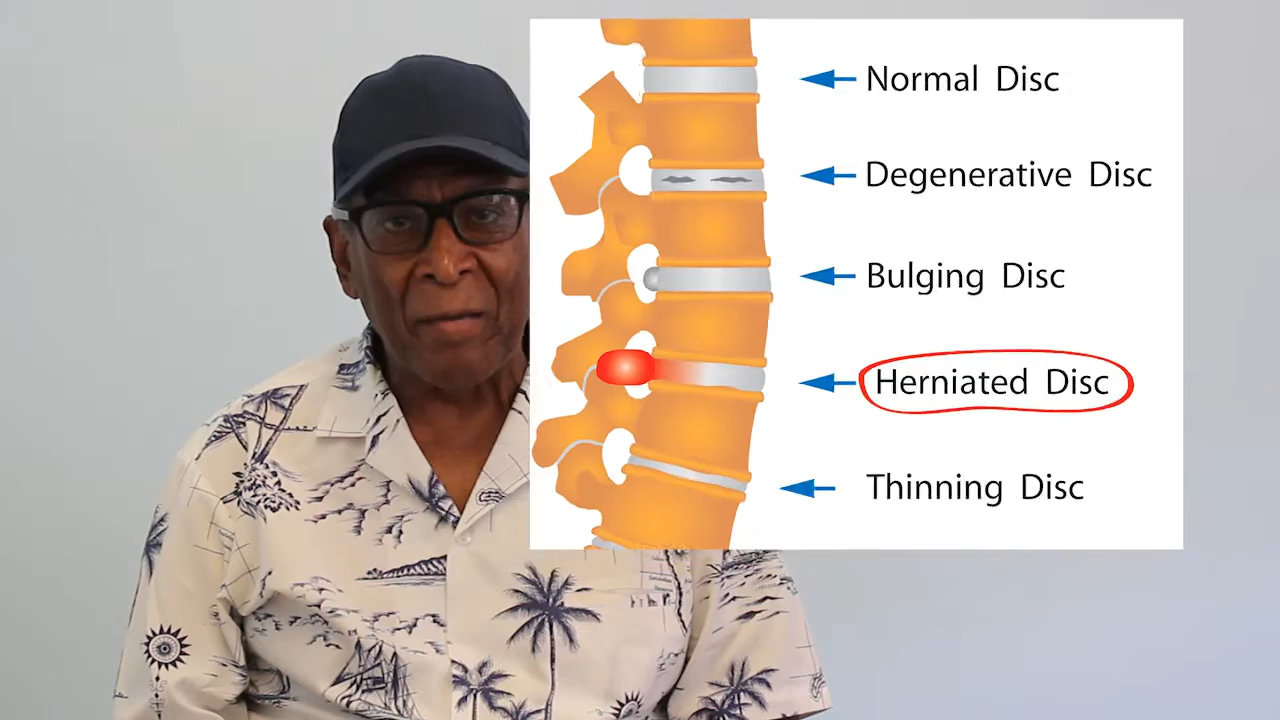 Normal Disc
Degenerative Disc
Bulging Disc
Herniated Disc
Thinning Disc